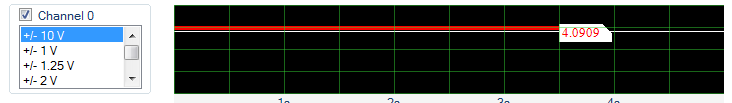 Channel 0
+/- 10 V
+/- 1 V
+/- 1.25 V
+/- 2 V
4.0909